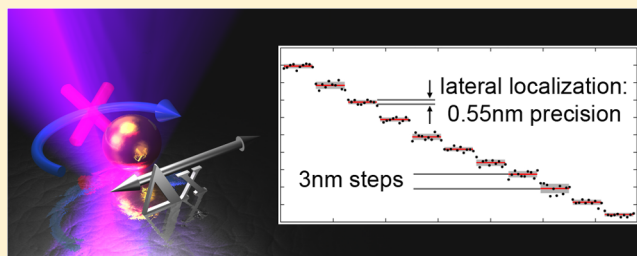 lateral localization:
0.55nm precision
3nm steps